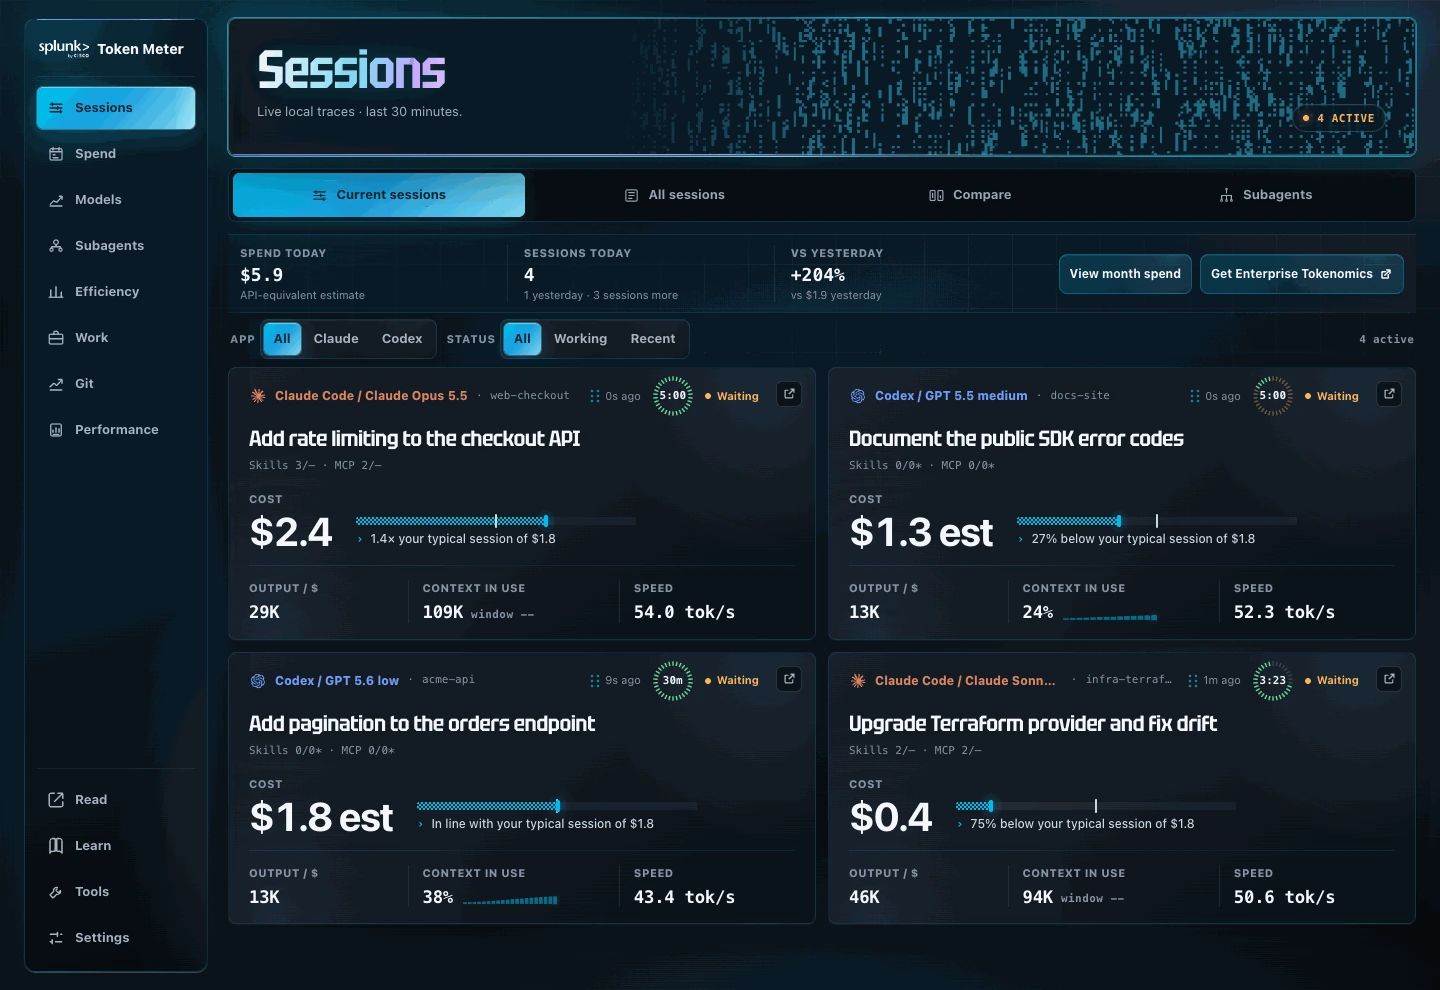 splunk> Token Meter
by CISCO
Sessions
Spend
Models
Subagents
Efficiency
Work
Git
Performance
Read
Learn
Tools
Settings
Sessions
Live local traces · last 30 minutes.
4 ACTIVE
Current sessions
All sessions
Compare
Subagents
SPEND TODAY
$5.9
API-equivalent estimate
SESSIONS TODAY
4
1 yesterday · 3 sessions more
VS YESTERDAY
+204%
vs $1.9 yesterday
View month spend
Get Enterprise Tokenomics
APP All Claude Codex STATUS All Working Recent 4 active
Claude Code / Claude Opus 5.5 · web-checkout 0s ago 5:00 Waiting
Add rate limiting to the checkout API
Skills 3/— · MCP 2/—
COST
$2.4
› 1.4× your typical session of $1.8
OUTPUT / $
29K
CONTEXT IN USE
109K window --
SPEED
54.0 tok/s
Codex / GPT 5.5 medium · docs-site 0s ago 5:00 Waiting
Document the public SDK error codes
Skills 0/0* · MCP 0/0*
COST
$1.3 est
› 27% below your typical session of $1.8
OUTPUT / $
13K
CONTEXT IN USE
24%
SPEED
52.3 tok/s
Codex / GPT 5.6 low · acme-api 9s ago 30m Waiting
Add pagination to the orders endpoint
Skills 0/0* · MCP 0/0*
COST
$1.8 est
› In line with your typical session of $1.8
OUTPUT / $
13K
CONTEXT IN USE
38%
SPEED
43.4 tok/s
Claude Code / Claude Sonn… · infra-terraf… 1m ago 3:23 Waiting
Upgrade Terraform provider and fix drift
Skills 2/— · MCP 2/—
COST
$0.4
› 75% below your typical session of $1.8
OUTPUT / $
46K
CONTEXT IN USE
94K window --
SPEED
50.6 tok/s